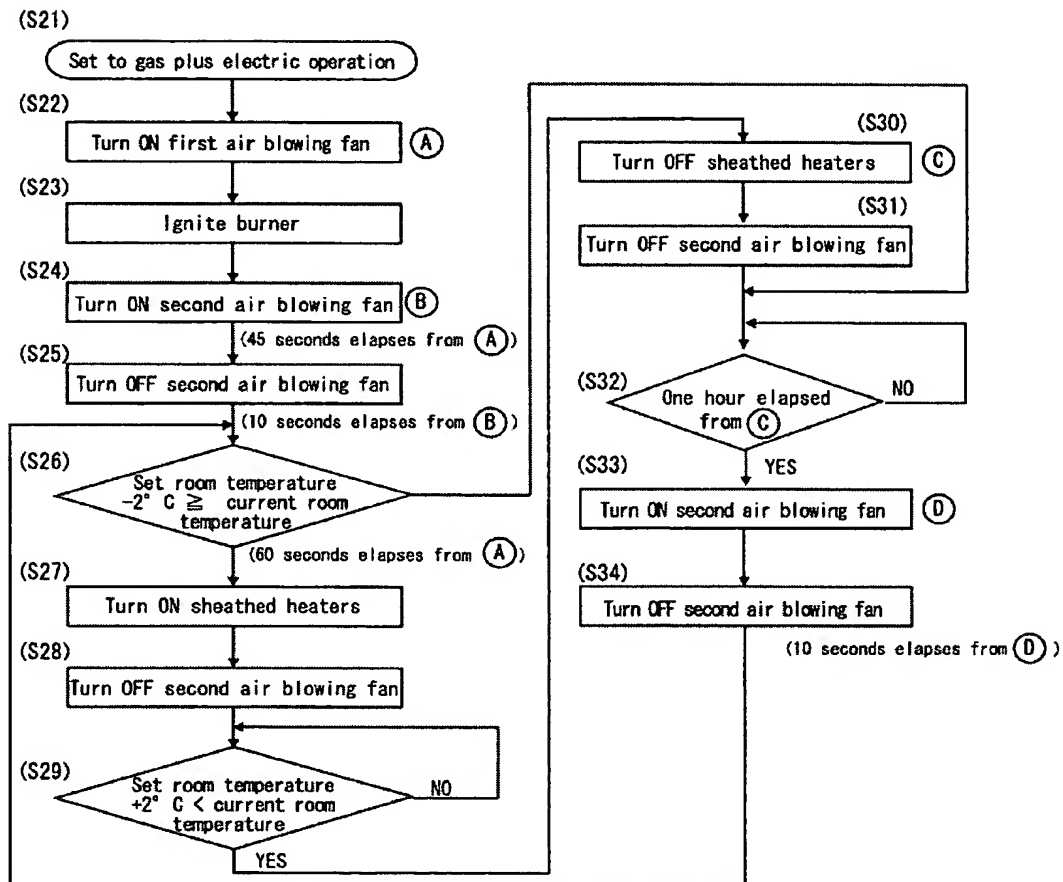 (S21)
Set to gas plus electric operation
(S22)
Turn ON first air blowing fan
A
(S23)
Ignite burner
(S24)
Turn ON second air blowing fan
B
(45 seconds elapses from A)
(S25)
Turn OFF second air blowing fan
(10 seconds elapses from B)
(S26)
Set room temperature
−2° C ≧ current room
temperature
(60 seconds elapses from A)
(S27)
Turn ON sheathed heaters
(S28)
Turn OFF second air blowing fan
(S29)
Set room temperature
+2° C < current room
temperature
NO
YES
(S30)
Turn OFF sheathed heaters
C
(S31)
Turn OFF second air blowing fan
(S32)
One hour elapsed
from C
NO
YES
(S33)
Turn ON second air blowing fan
D
(S34)
Turn OFF second air blowing fan
(10 seconds elapses from D)